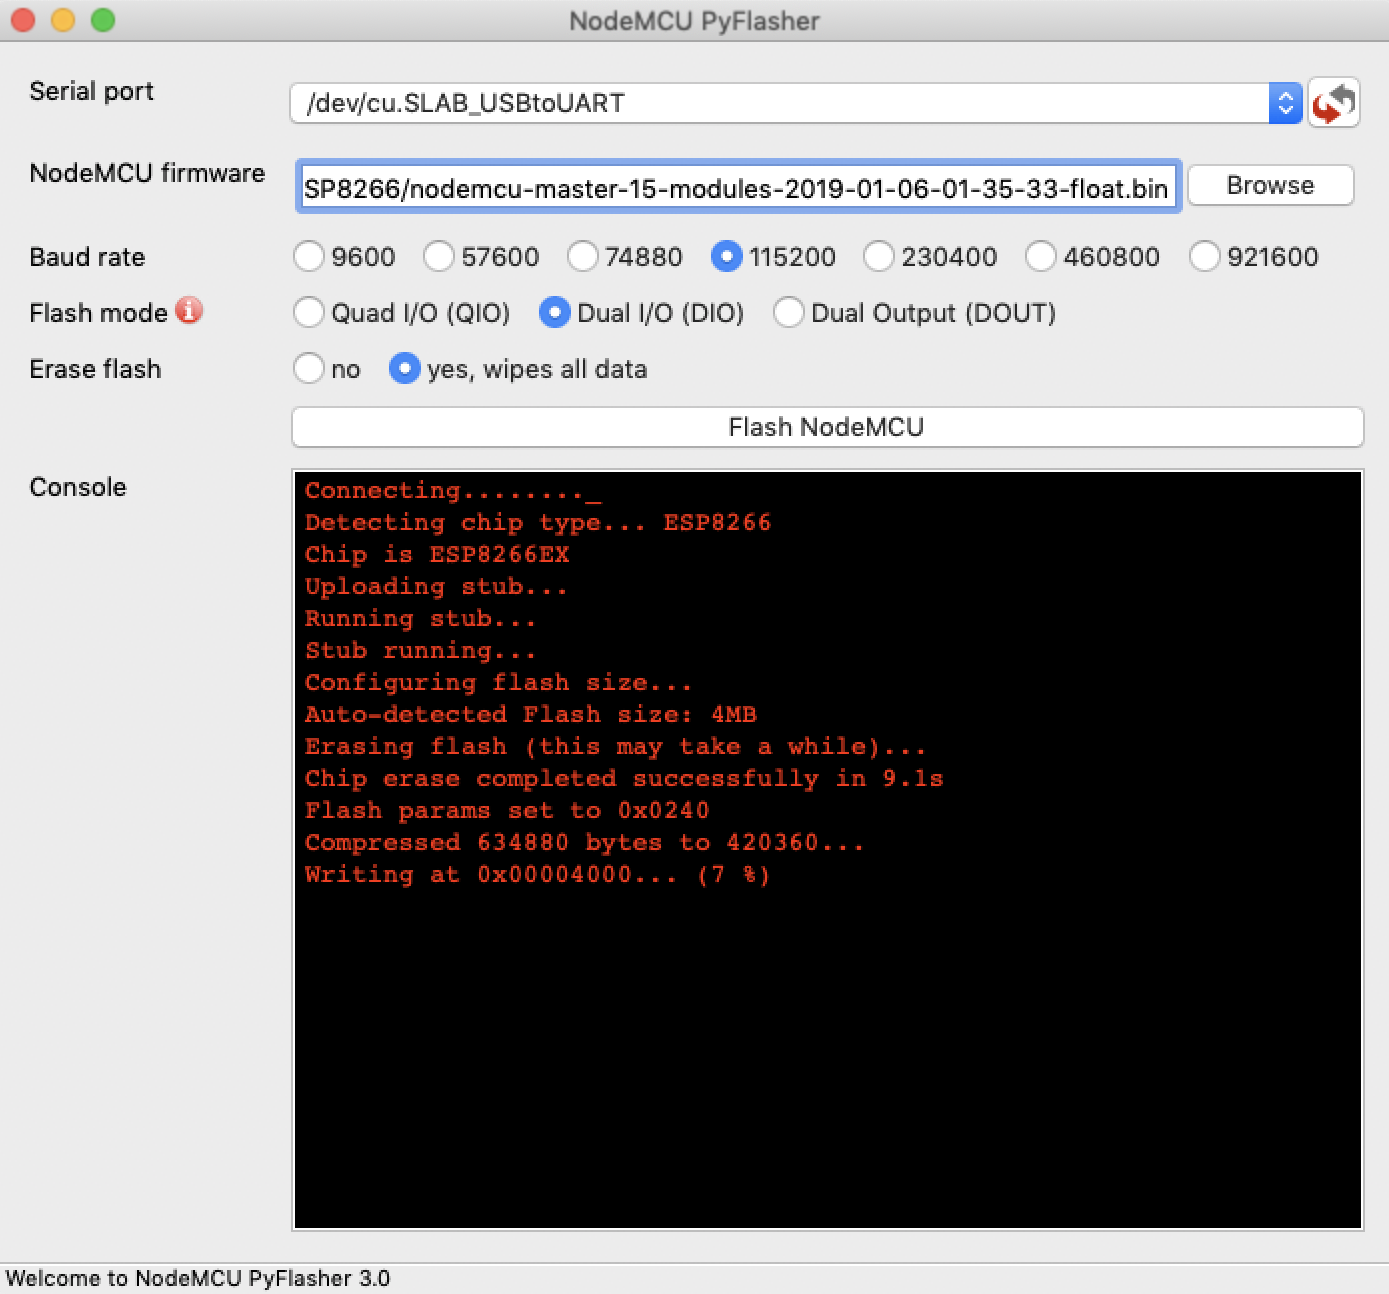 NodeMCU PyFlasher
Serial port /dev/cu.SLAB_USBtoUART
NodeMCU firmware SP8266/nodemcu-master-15-modules-2019-01-06-01-35-33-float.bin Browse
Baud rate 9600 57600 74880 115200 230400 460800 921600
Flash mode Quad I/O (QIO) Dual I/O (DIO) Dual Output (DOUT)
Erase flash no yes, wipes all data
Flash NodeMCU
Console
Connecting........_
Detecting chip type... ESP8266
Chip is ESP8266EX
Uploading stub...
Running stub...
Stub running...
Configuring flash size...
Auto-detected Flash size: 4MB
Erasing flash (this may take a while)...
Chip erase completed successfully in 9.1s
Flash params set to 0x0240
Compressed 634880 bytes to 420360...
Writing at 0x00004000... (7 %)
Welcome to NodeMCU PyFlasher 3.0